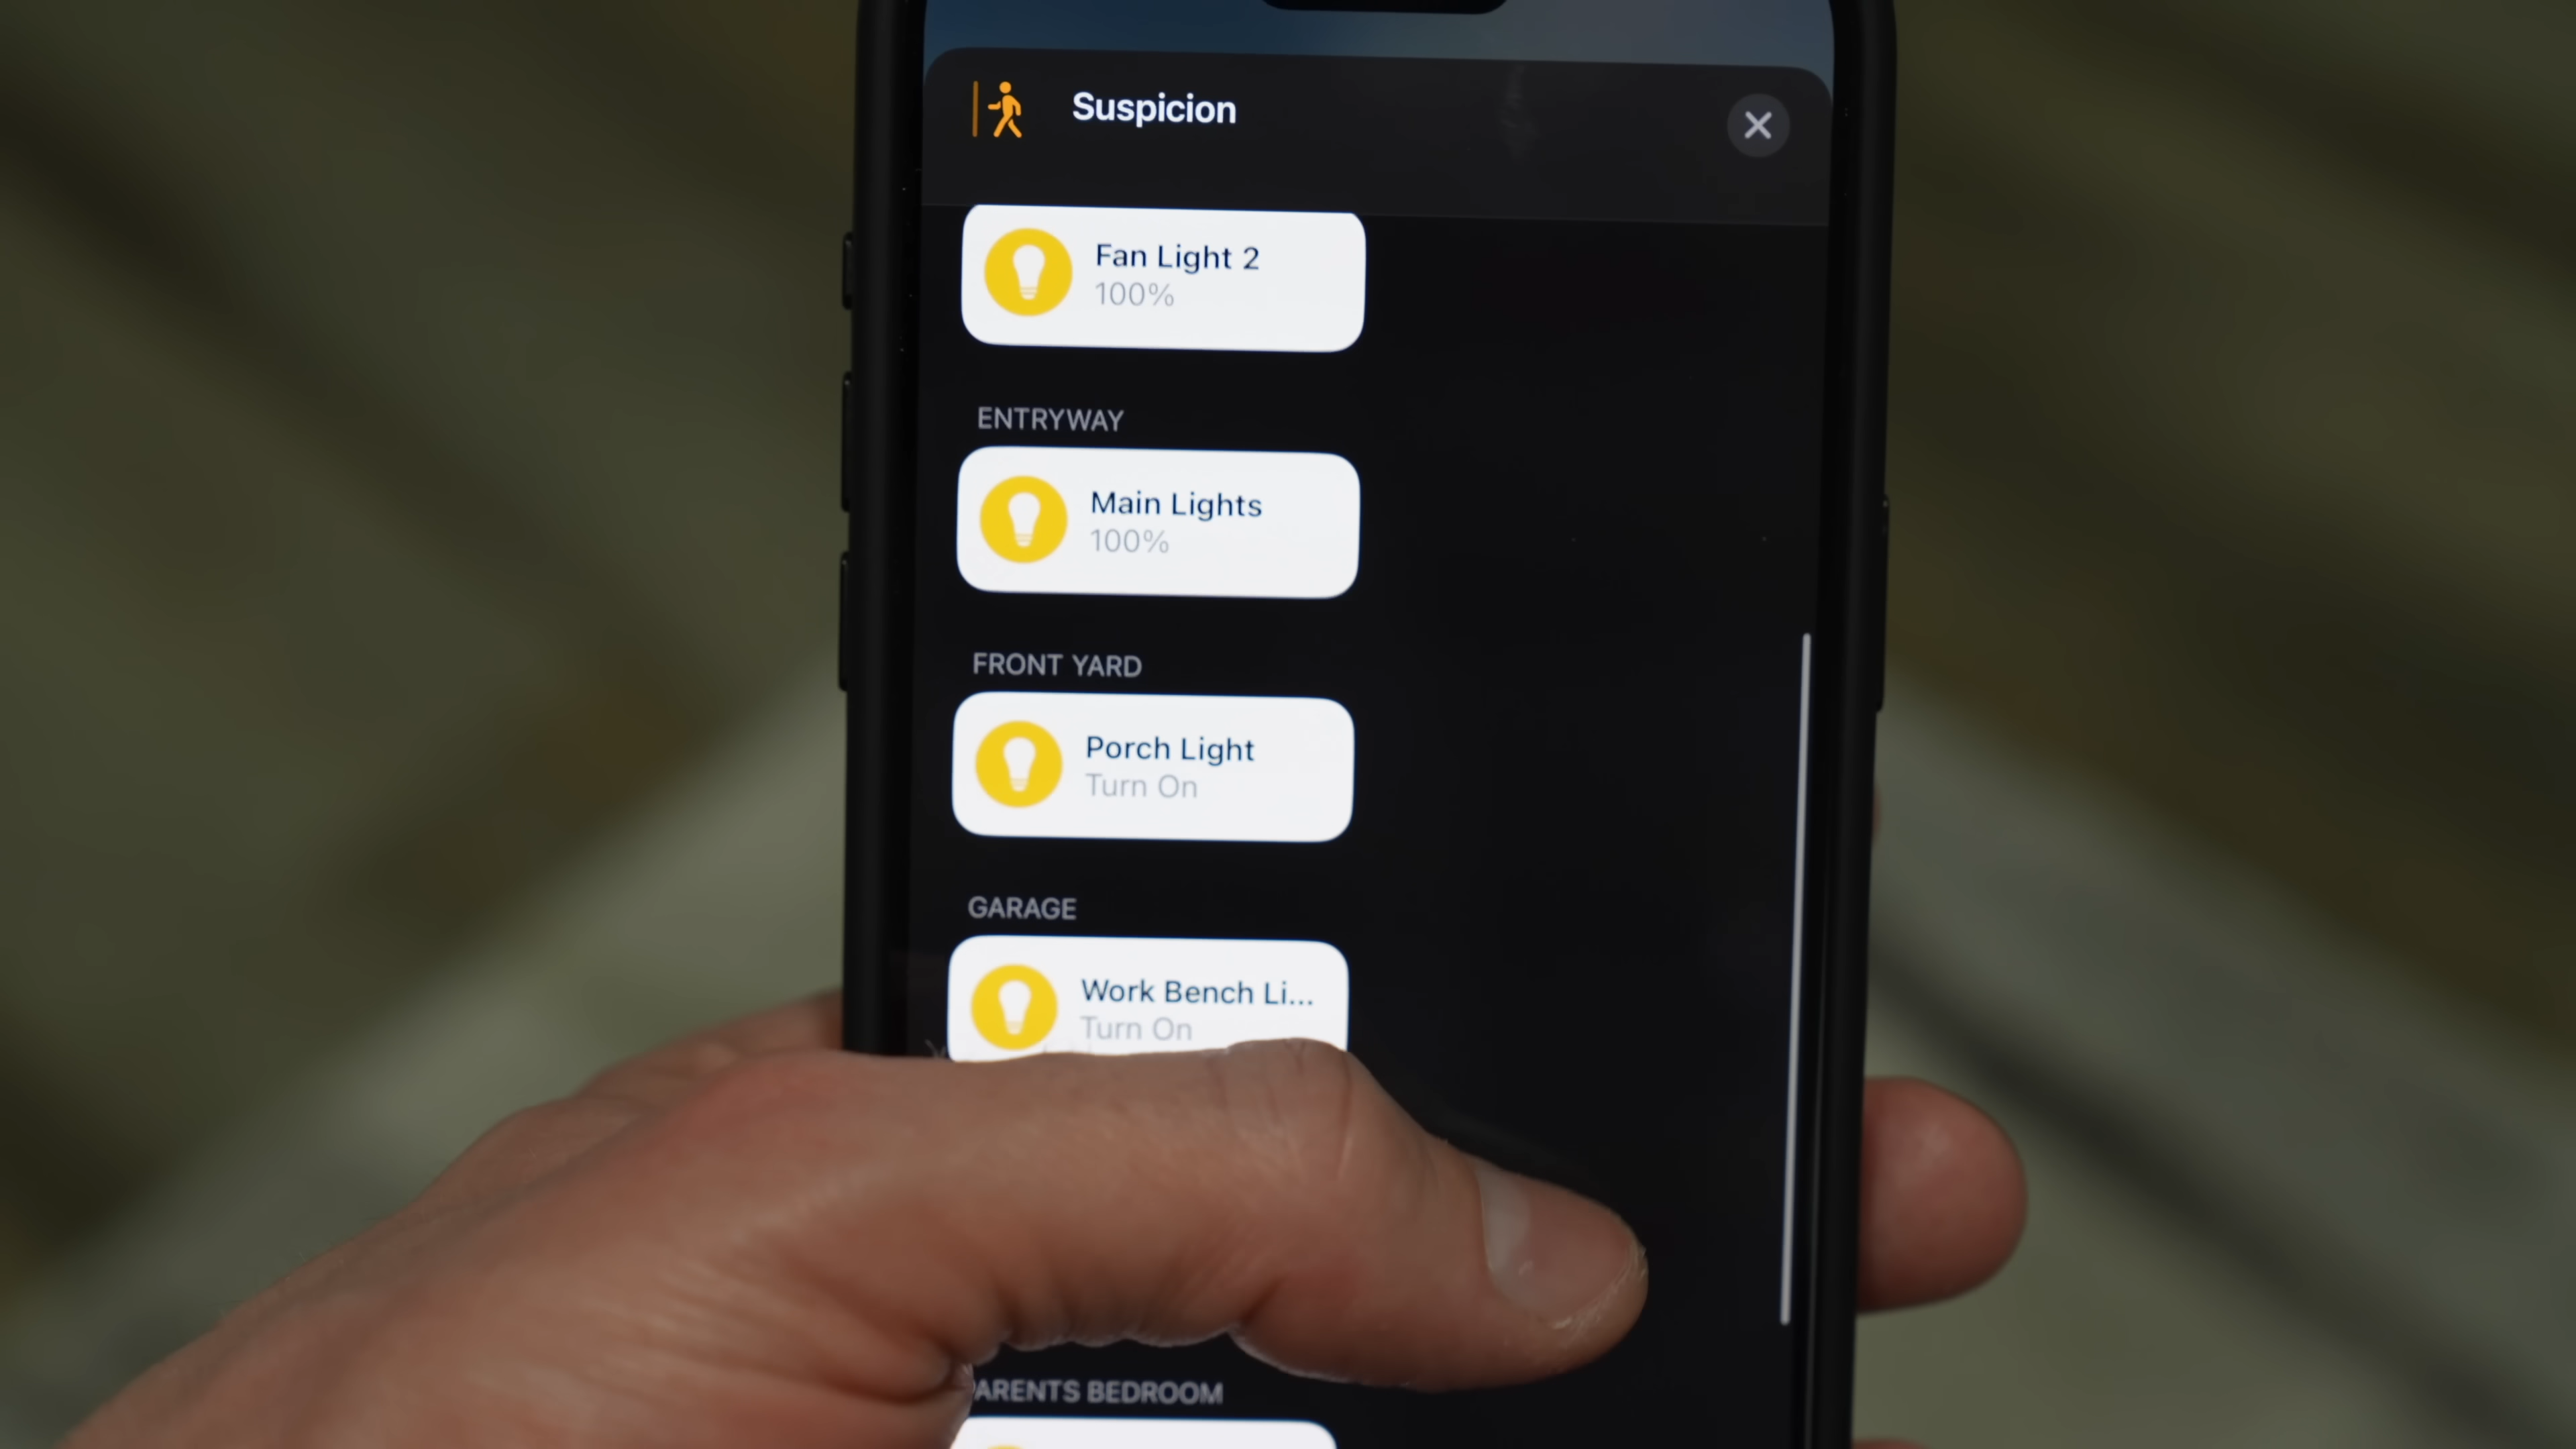 Suspicion
Fan Light 2
100%
ENTRYWAY
Main Lights
100%
FRONT YARD
Porch Light
Turn On
GARAGE
Work Bench Li...
Turn On
PARENTS BEDROOM